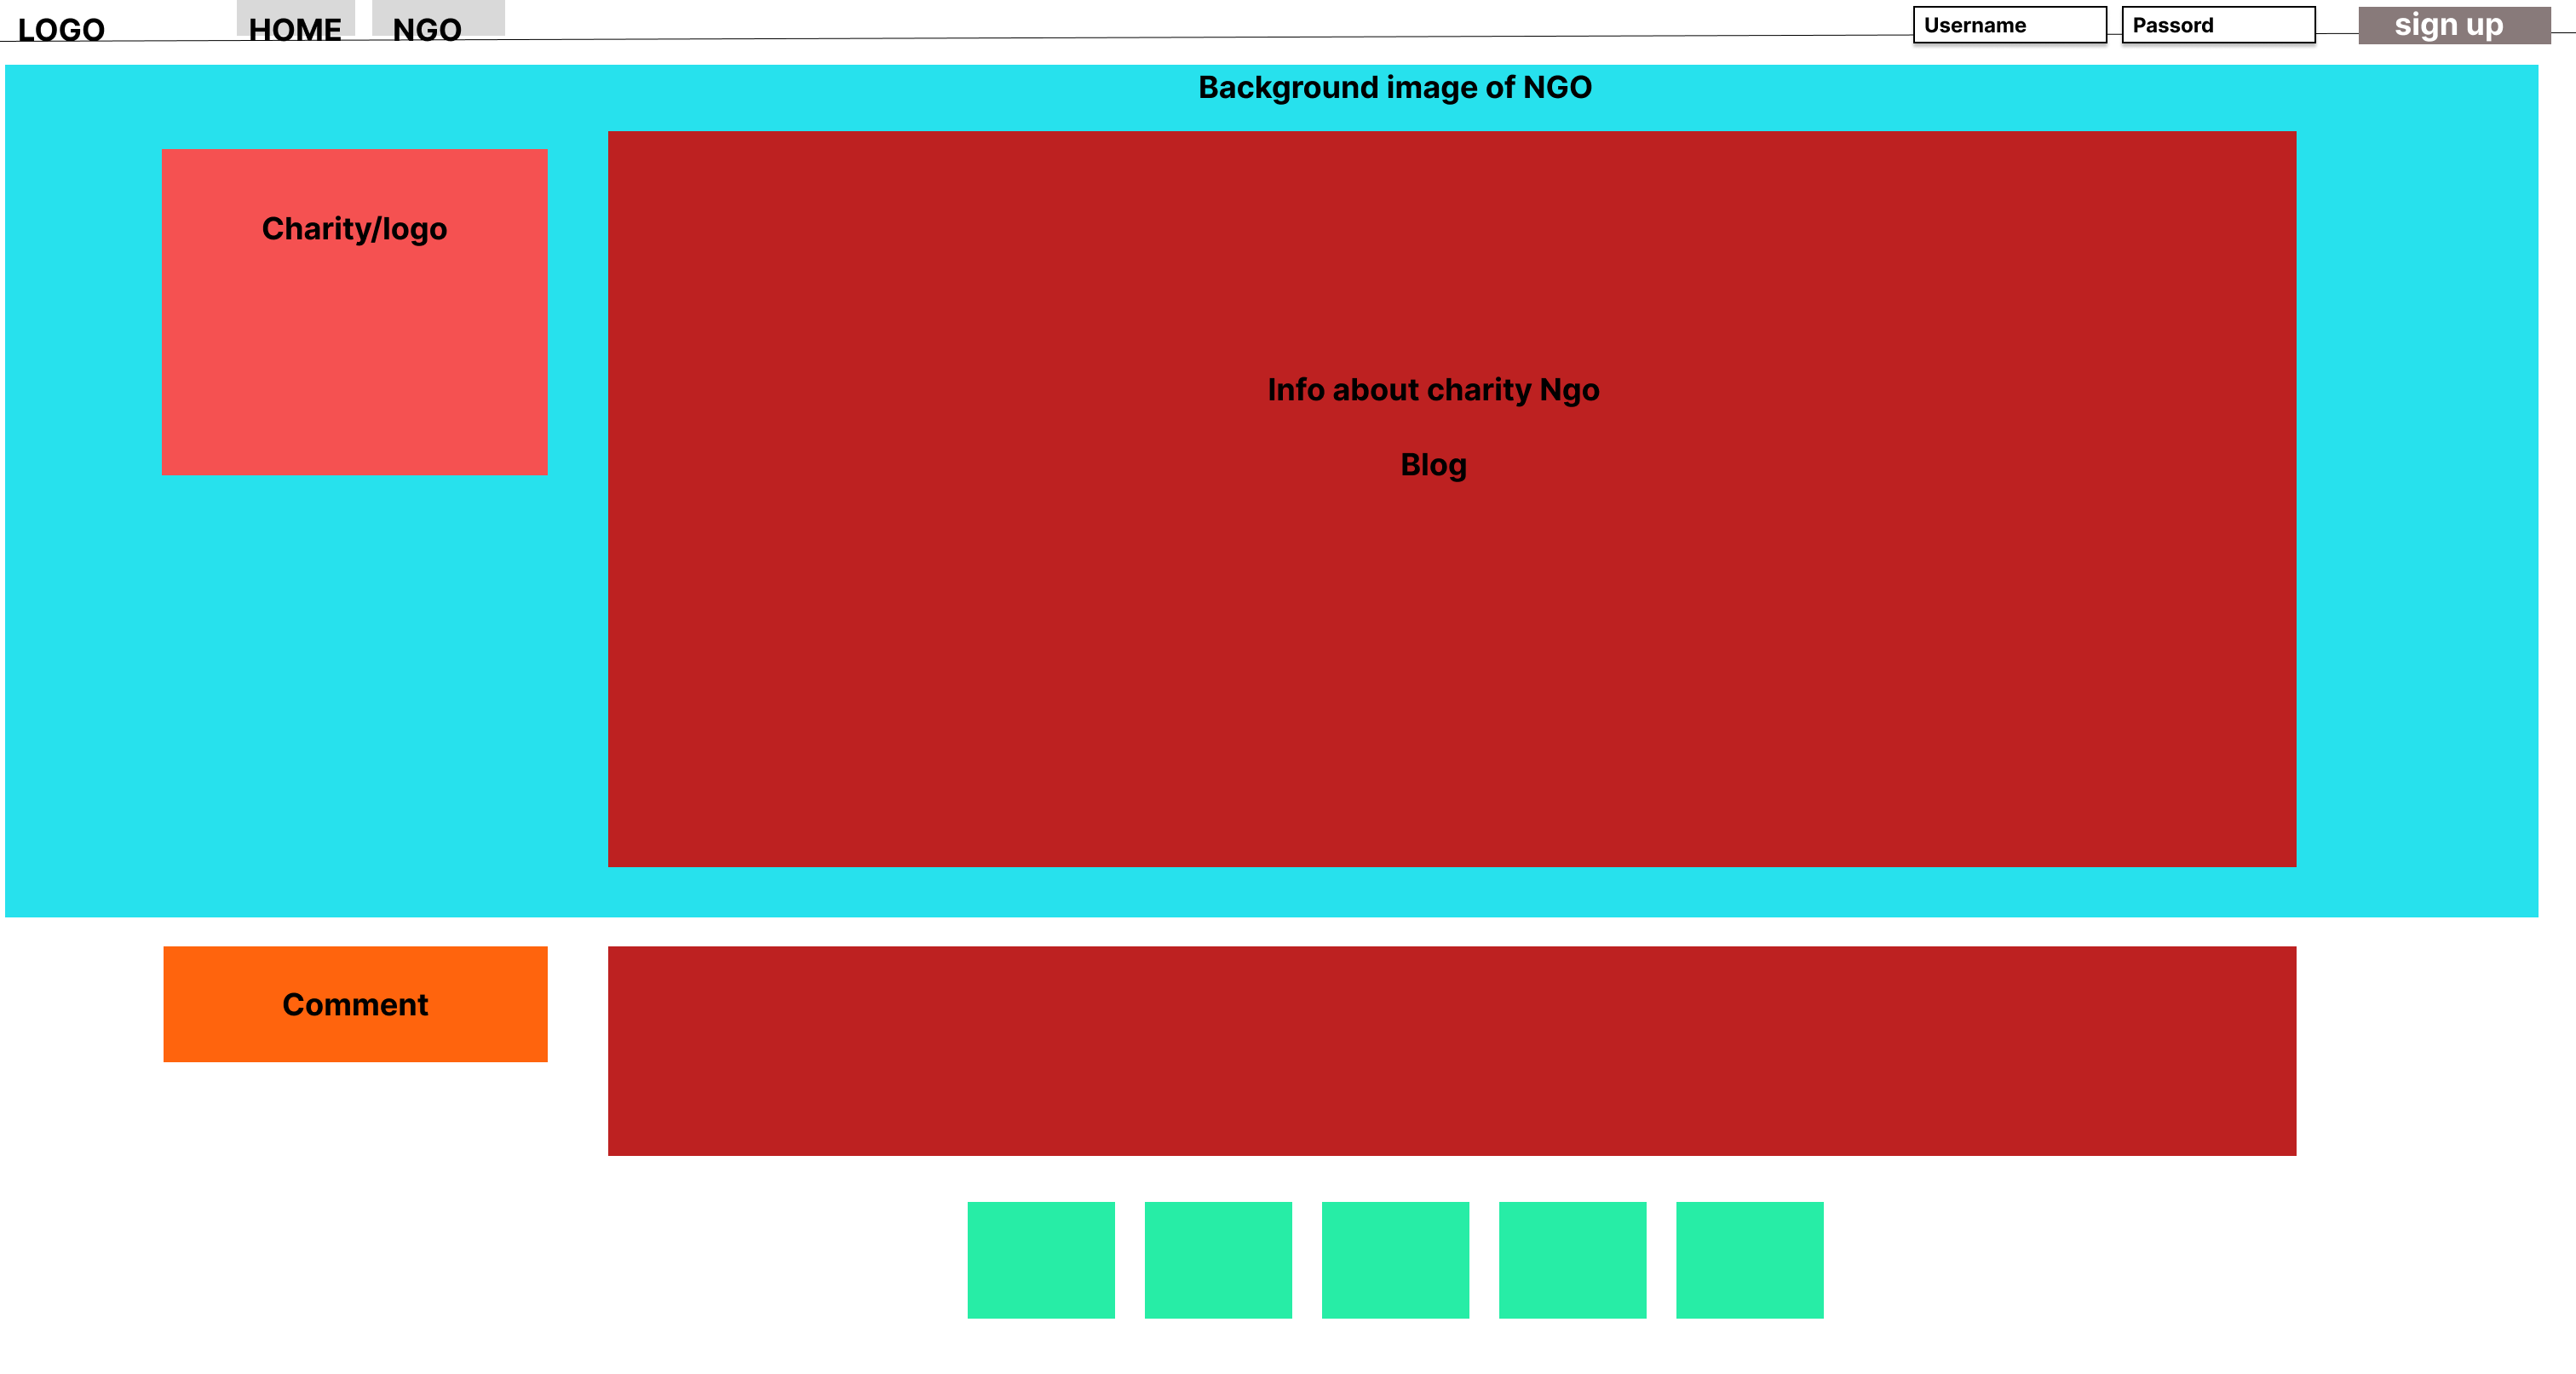 LOGO HOME NGO Username Passord sign up
Background image of NGO
Charity/logo
Info about charity Ngo
Blog
Comment